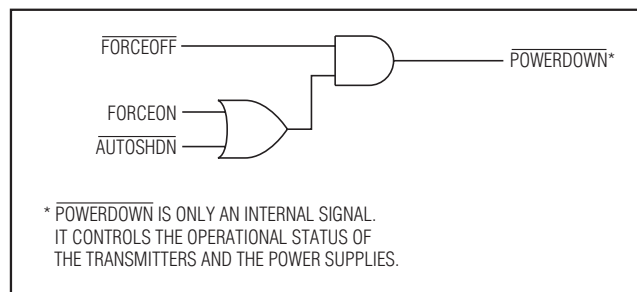 FORCEOFF
POWERDOWN*
FORCEON
AUTOSHDN
* POWERDOWN IS ONLY AN INTERNAL SIGNAL.
IT CONTROLS THE OPERATIONAL STATUS OF
THE TRANSMITTERS AND THE POWER SUPPLIES.